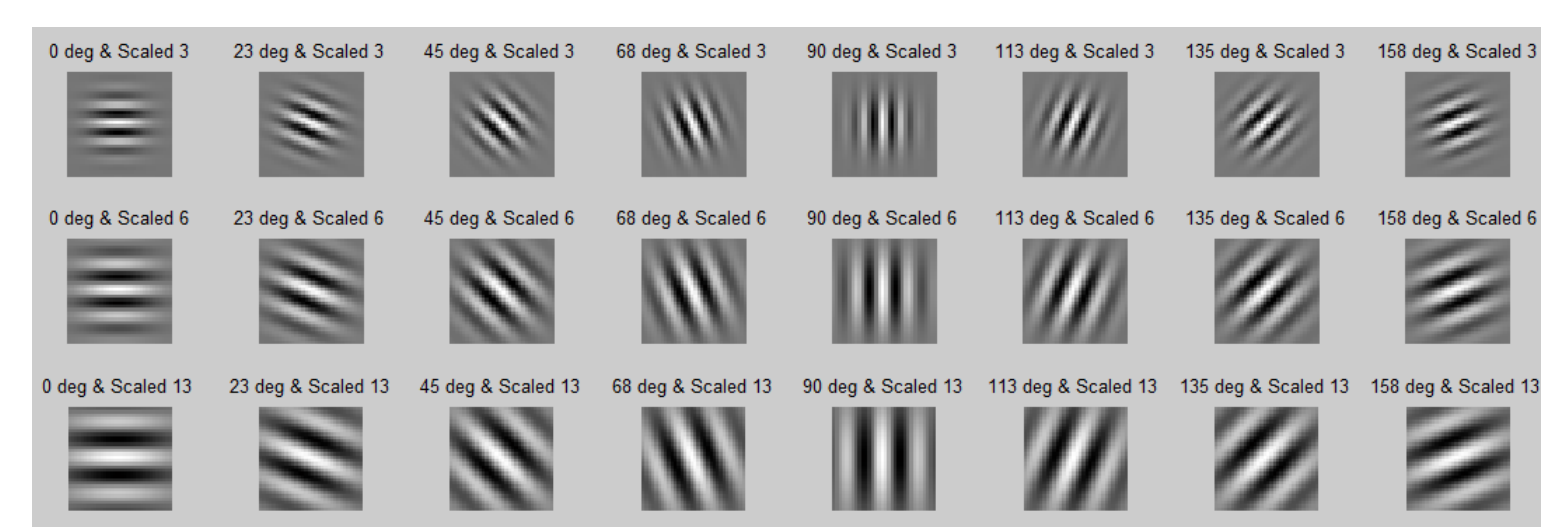 0 deg & Scaled 3 23 deg & Scaled 3 45 deg & Scaled 3 68 deg & Scaled 3 90 deg & Scaled 3 113 deg & Scaled 3 135 deg & Scaled 3 158 deg & Scaled 3
0 deg & Scaled 6 23 deg & Scaled 6 45 deg & Scaled 6 68 deg & Scaled 6 90 deg & Scaled 6 113 deg & Scaled 6 135 deg & Scaled 6 158 deg & Scaled 6
0 deg & Scaled 13 23 deg & Scaled 13 45 deg & Scaled 13 68 deg & Scaled 13 90 deg & Scaled 13 113 deg & Scaled 13 135 deg & Scaled 13 158 deg & Scaled 13